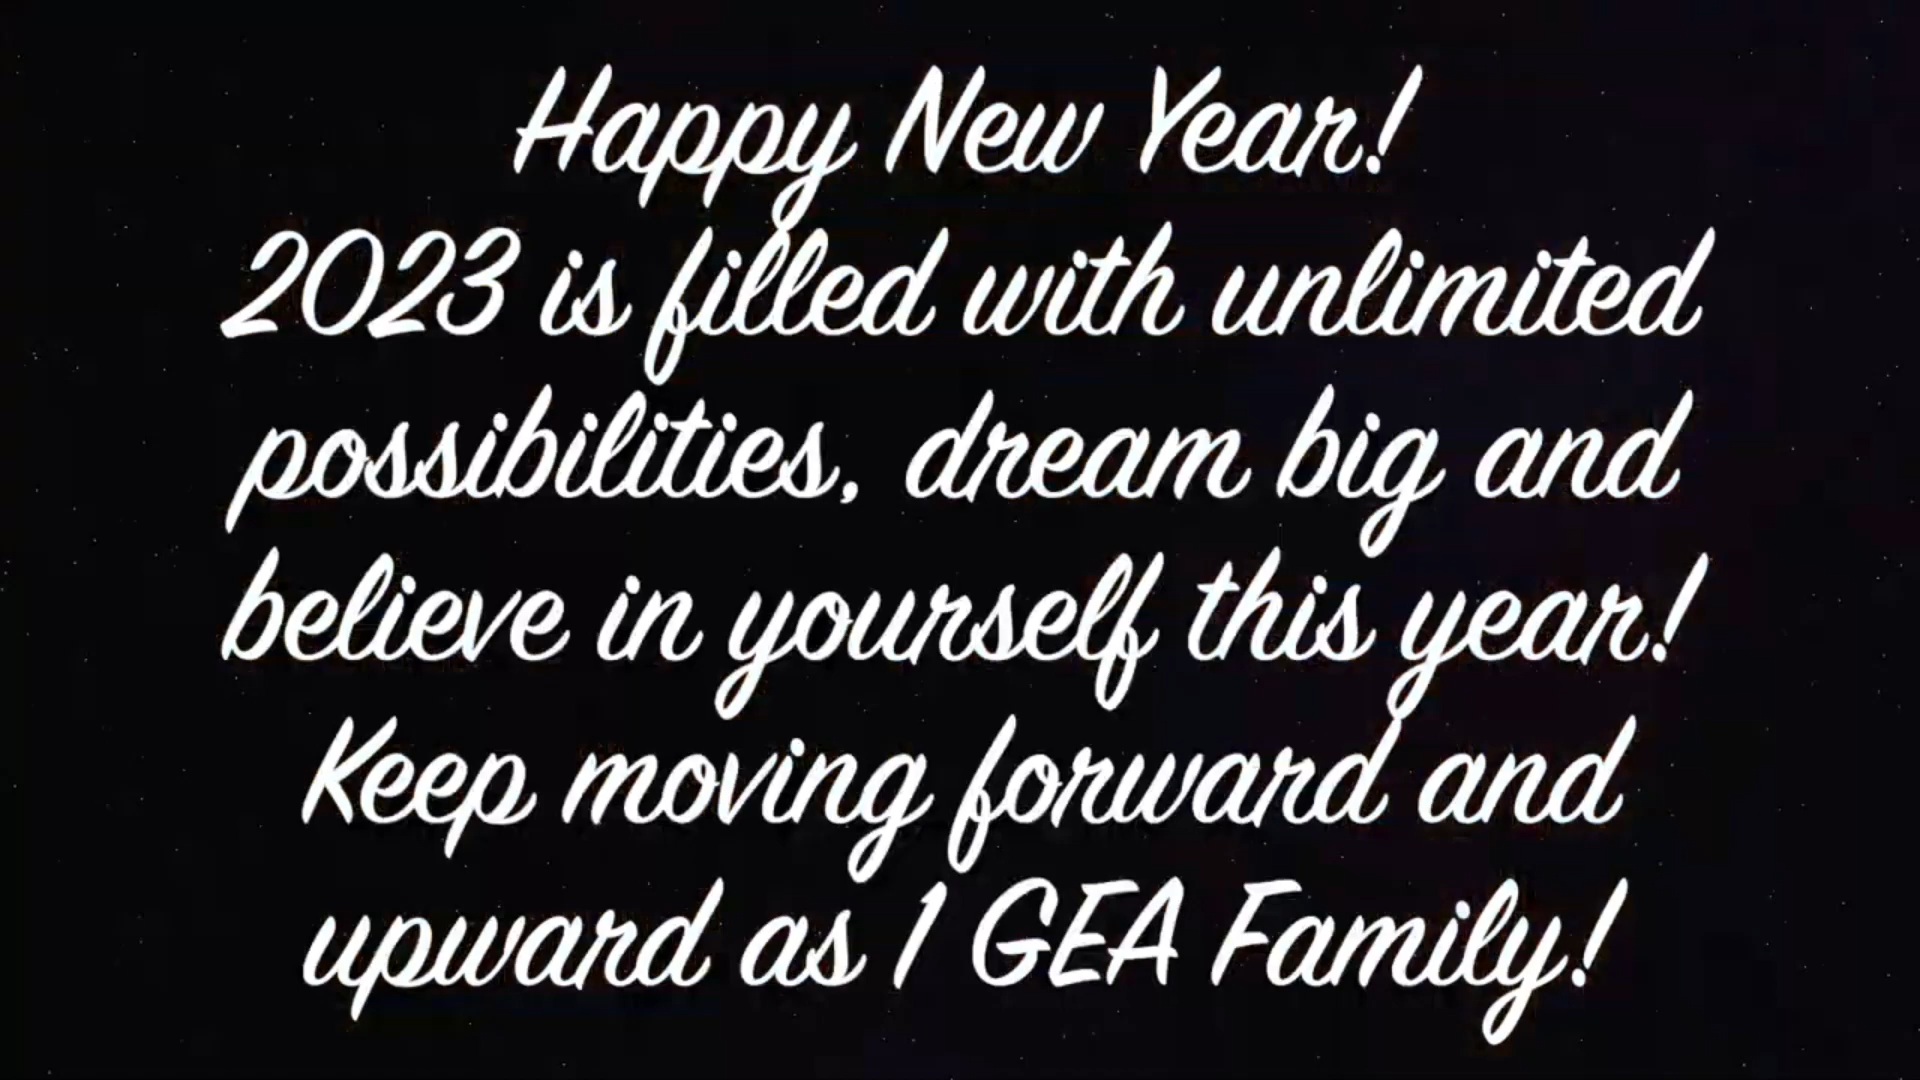 Happy New Year!
2023 is filled with unlimited
possibilities, dream big and
believe in yourself this year!
Keep moving forward and
upward as 1 GEA Family!